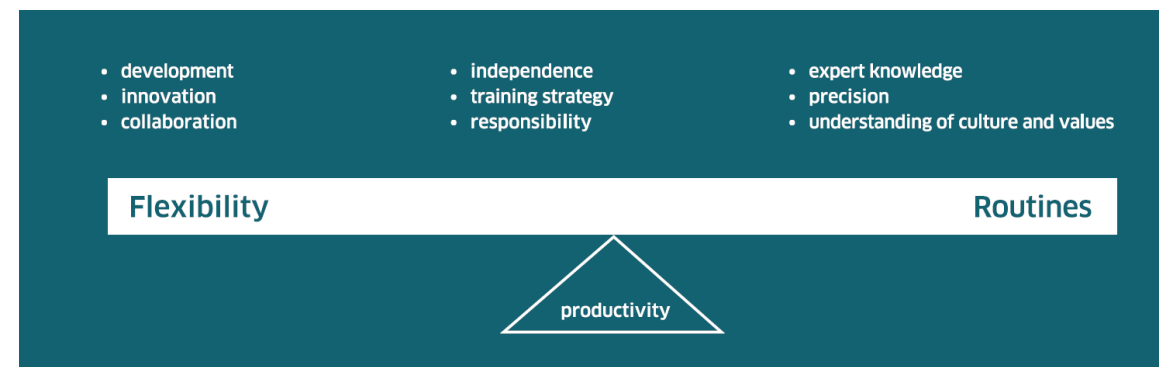 • development
• innovation
• collaboration
• independence
• training strategy
• responsibility
• expert knowledge
• precision
• understanding of culture and values
Flexibility
Routines
productivity